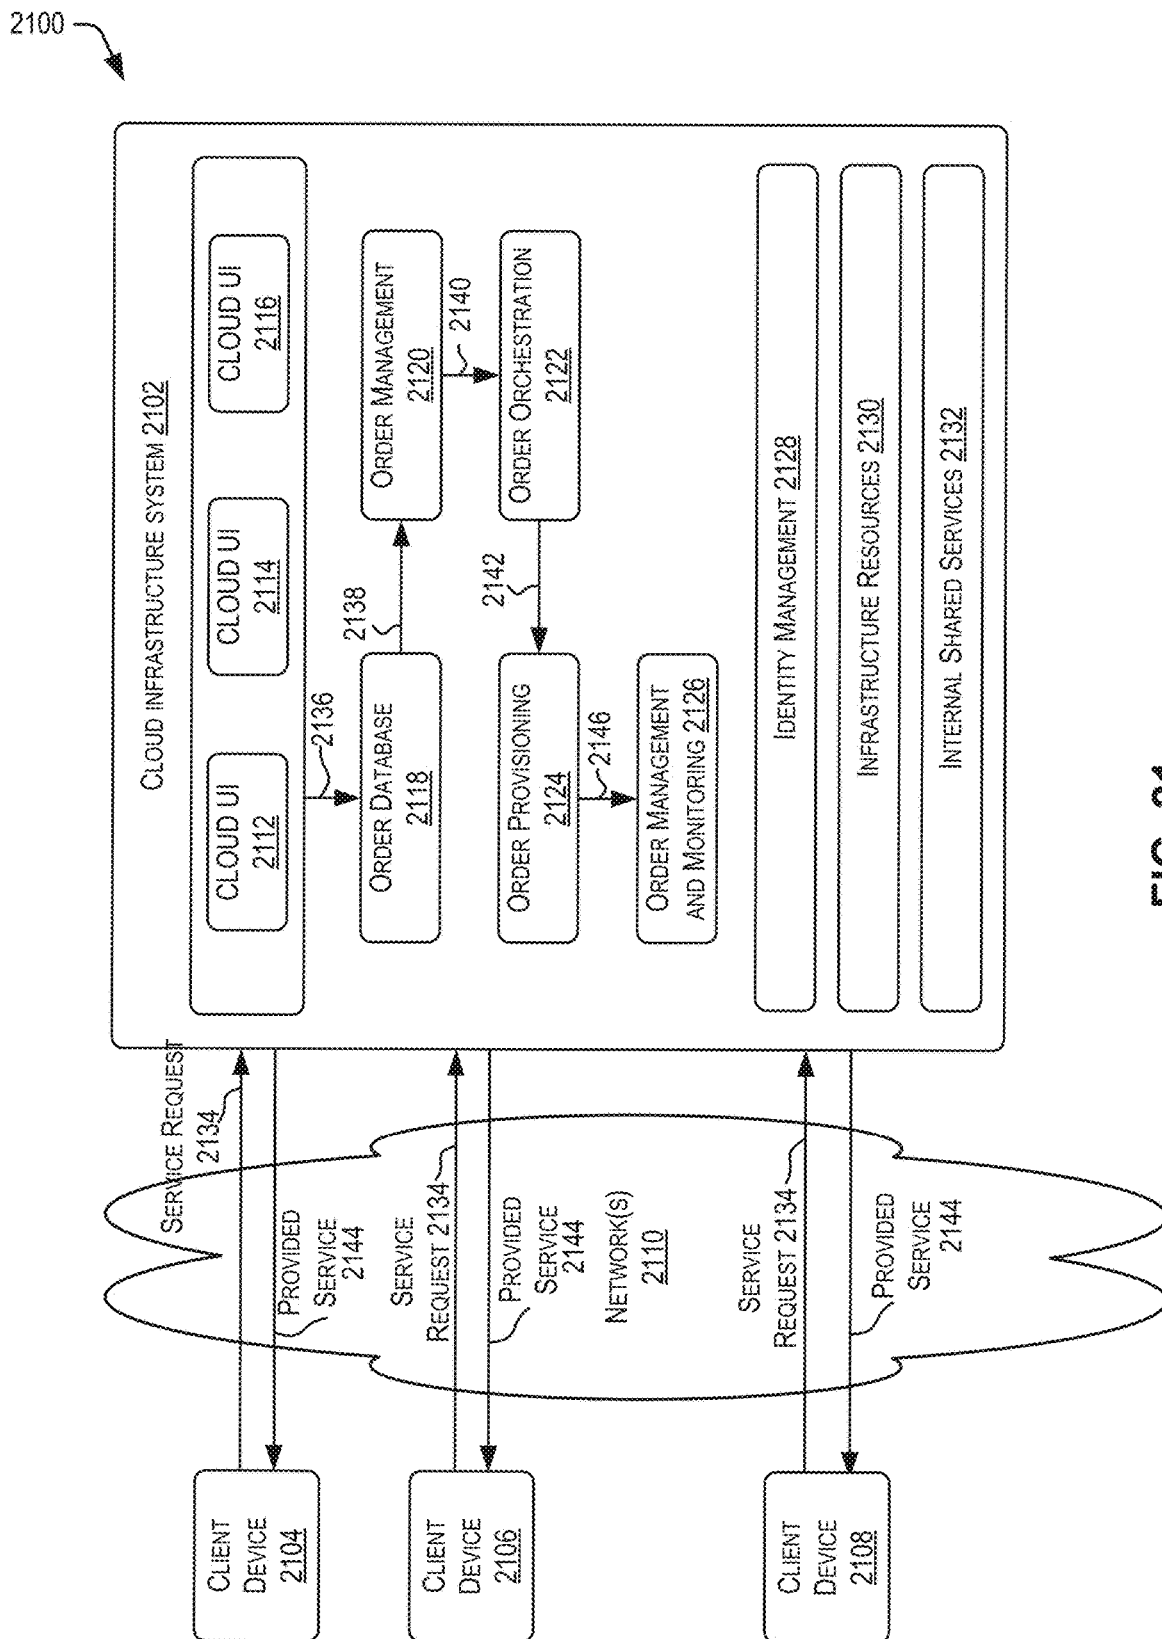 2100
CLOUD INFRASTRUCTURE SYSTEM 2102
CLOUD UI
2112
CLOUD UI
2114
CLOUD UI
2116
2136
ORDER DATABASE
2118
2138
ORDER MANAGEMENT
2120
2140
ORDER ORCHESTRATION
2122
2142
ORDER PROVISIONING
2124
2146
ORDER MANAGEMENT
AND MONITORING 2126
IDENTITY MANAGEMENT 2128
INFRASTRUCTURE RESOURCES 2130
INTERNAL SHARED SERVICES 2132
SERVICE REQUEST
2134
PROVIDED
SERVICE
2144
SERVICE
REQUEST 2134
PROVIDED
SERVICE
2144
NETWORK(S)
2110
SERVICE
REQUEST 2134
PROVIDED
SERVICE
2144
CLIENT
DEVICE
2104
CLIENT
DEVICE
2106
CLIENT
DEVICE
2108